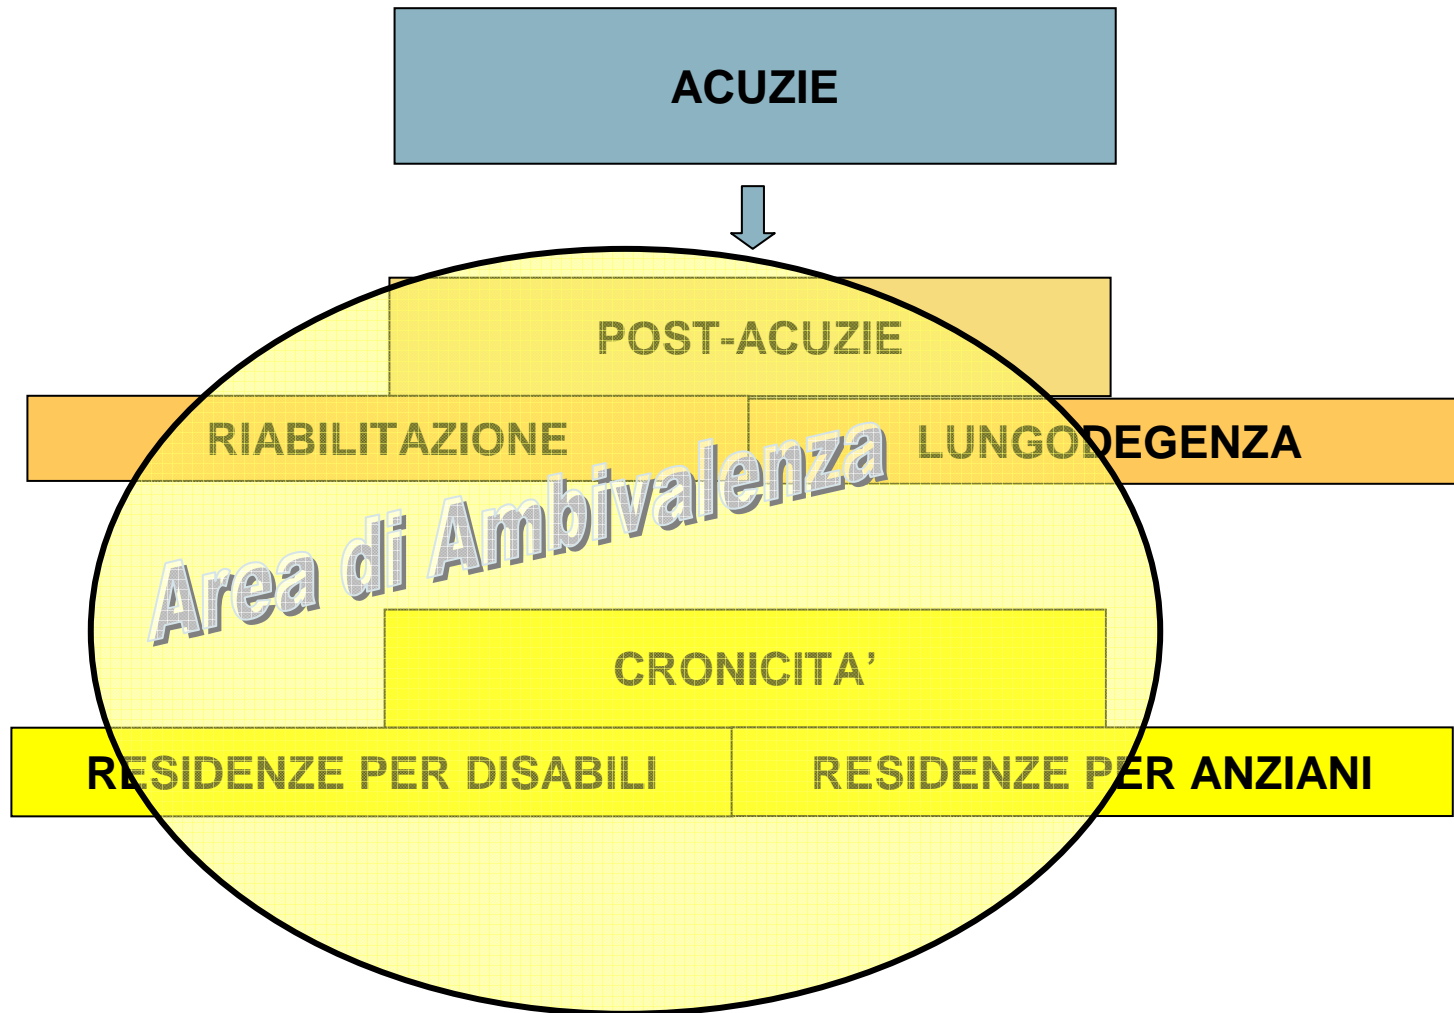 ACUZIE
POST-ACUZIE
RIABILITAZIONE
LUNGODEGENZA
Area di Ambivalenza
CRONICITA’
RESIDENZE PER DISABILI
RESIDENZE PER ANZIANI